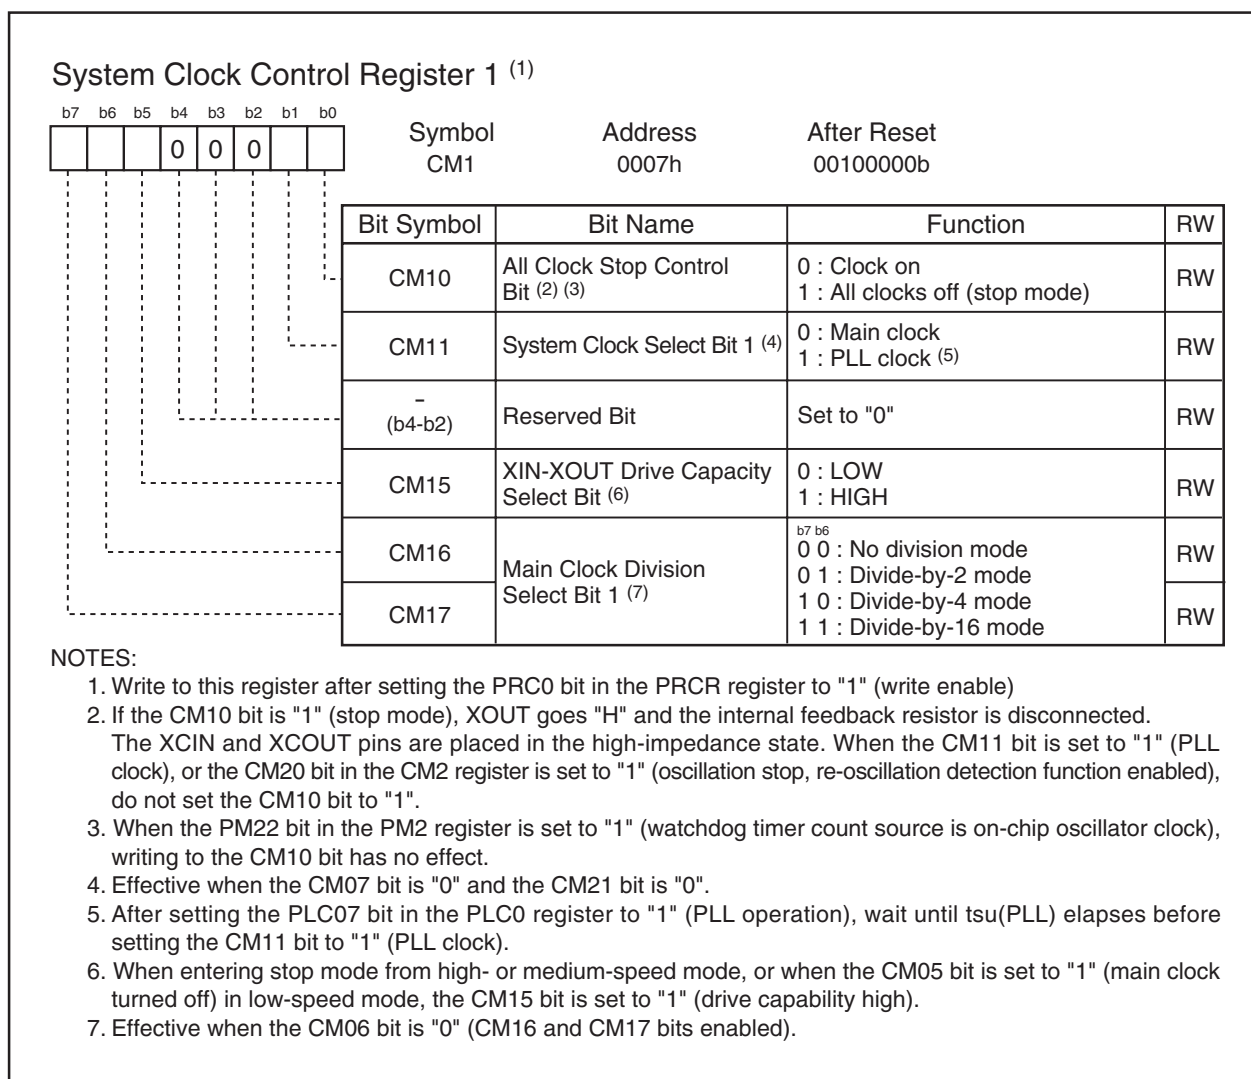 System Clock Control Register 1 (1)
b7 b6 b5 b4 b3 b2 b1 b0
0 0 0
Symbol Address After Reset
CM1 0007h 00100000b
Bit Symbol Bit Name Function RW
CM10 All Clock Stop Control Bit (2) (3) 0 : Clock on RW
1 : All clocks off (stop mode)
CM11 System Clock Select Bit 1 (4) 0 : Main clock RW
1 : PLL clock (5)
– (b4-b2) Reserved Bit Set to "0" RW
CM15 XIN-XOUT Drive Capacity Select Bit (6) 0 : LOW RW
1 : HIGH
CM16 Main Clock Division Select Bit 1 (7) b7 b6 RW
0 0 : No division mode
0 1 : Divide-by-2 mode
CM17 1 0 : Divide-by-4 mode RW
1 1 : Divide-by-16 mode
NOTES:
1. Write to this register after setting the PRC0 bit in the PRCR register to "1" (write enable)
2. If the CM10 bit is "1" (stop mode), XOUT goes "H" and the internal feedback resistor is disconnected.
The XCIN and XCOUT pins are placed in the high-impedance state. When the CM11 bit is set to "1" (PLL
clock), or the CM20 bit in the CM2 register is set to "1" (oscillation stop, re-oscillation detection function enabled),
do not set the CM10 bit to "1".
3. When the PM22 bit in the PM2 register is set to "1" (watchdog timer count source is on-chip oscillator clock),
writing to the CM10 bit has no effect.
4. Effective when the CM07 bit is "0" and the CM21 bit is "0".
5. After setting the PLC07 bit in the PLC0 register to "1" (PLL operation), wait until tsu(PLL) elapses before
setting the CM11 bit to "1" (PLL clock).
6. When entering stop mode from high- or medium-speed mode, or when the CM05 bit is set to "1" (main clock
turned off) in low-speed mode, the CM15 bit is set to "1" (drive capability high).
7. Effective when the CM06 bit is "0" (CM16 and CM17 bits enabled).